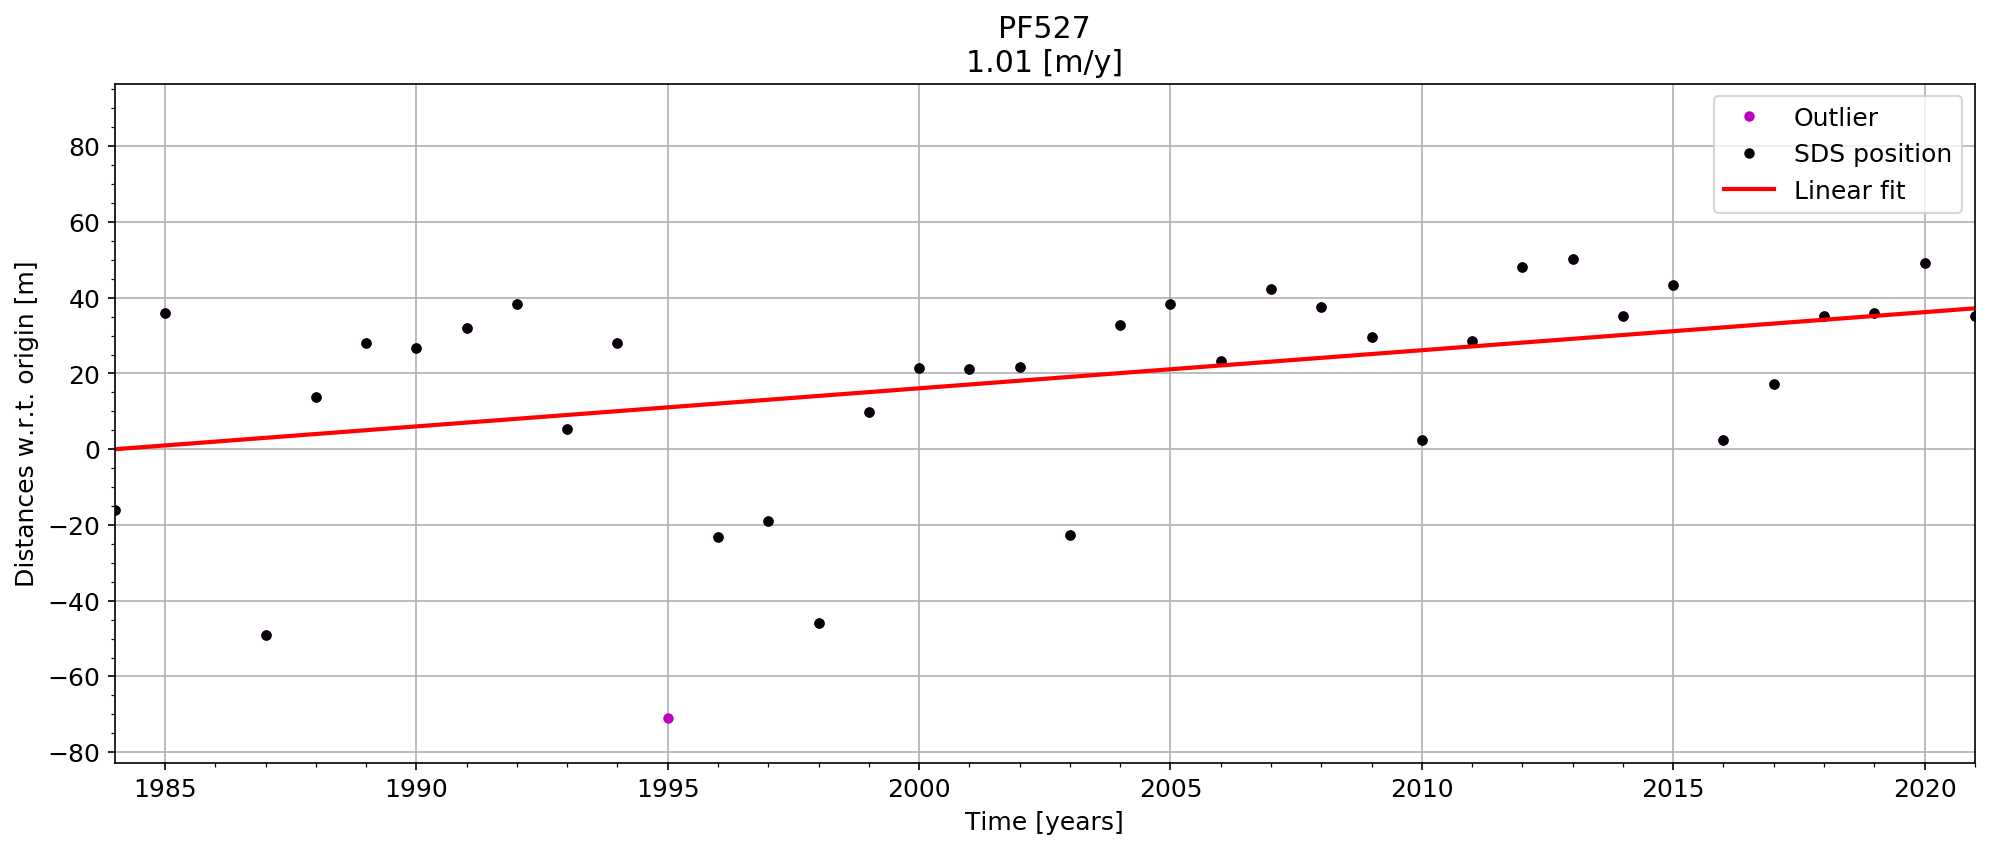 PF527
1.01 [m/y]
Outlier
SDS position
Linear fit
Distances w.r.t. origin [m]
80
60
40
20
0
−20
−40
−60
−80
1985 1990 1995 2000 2005 2010 2015 2020
Time [years]